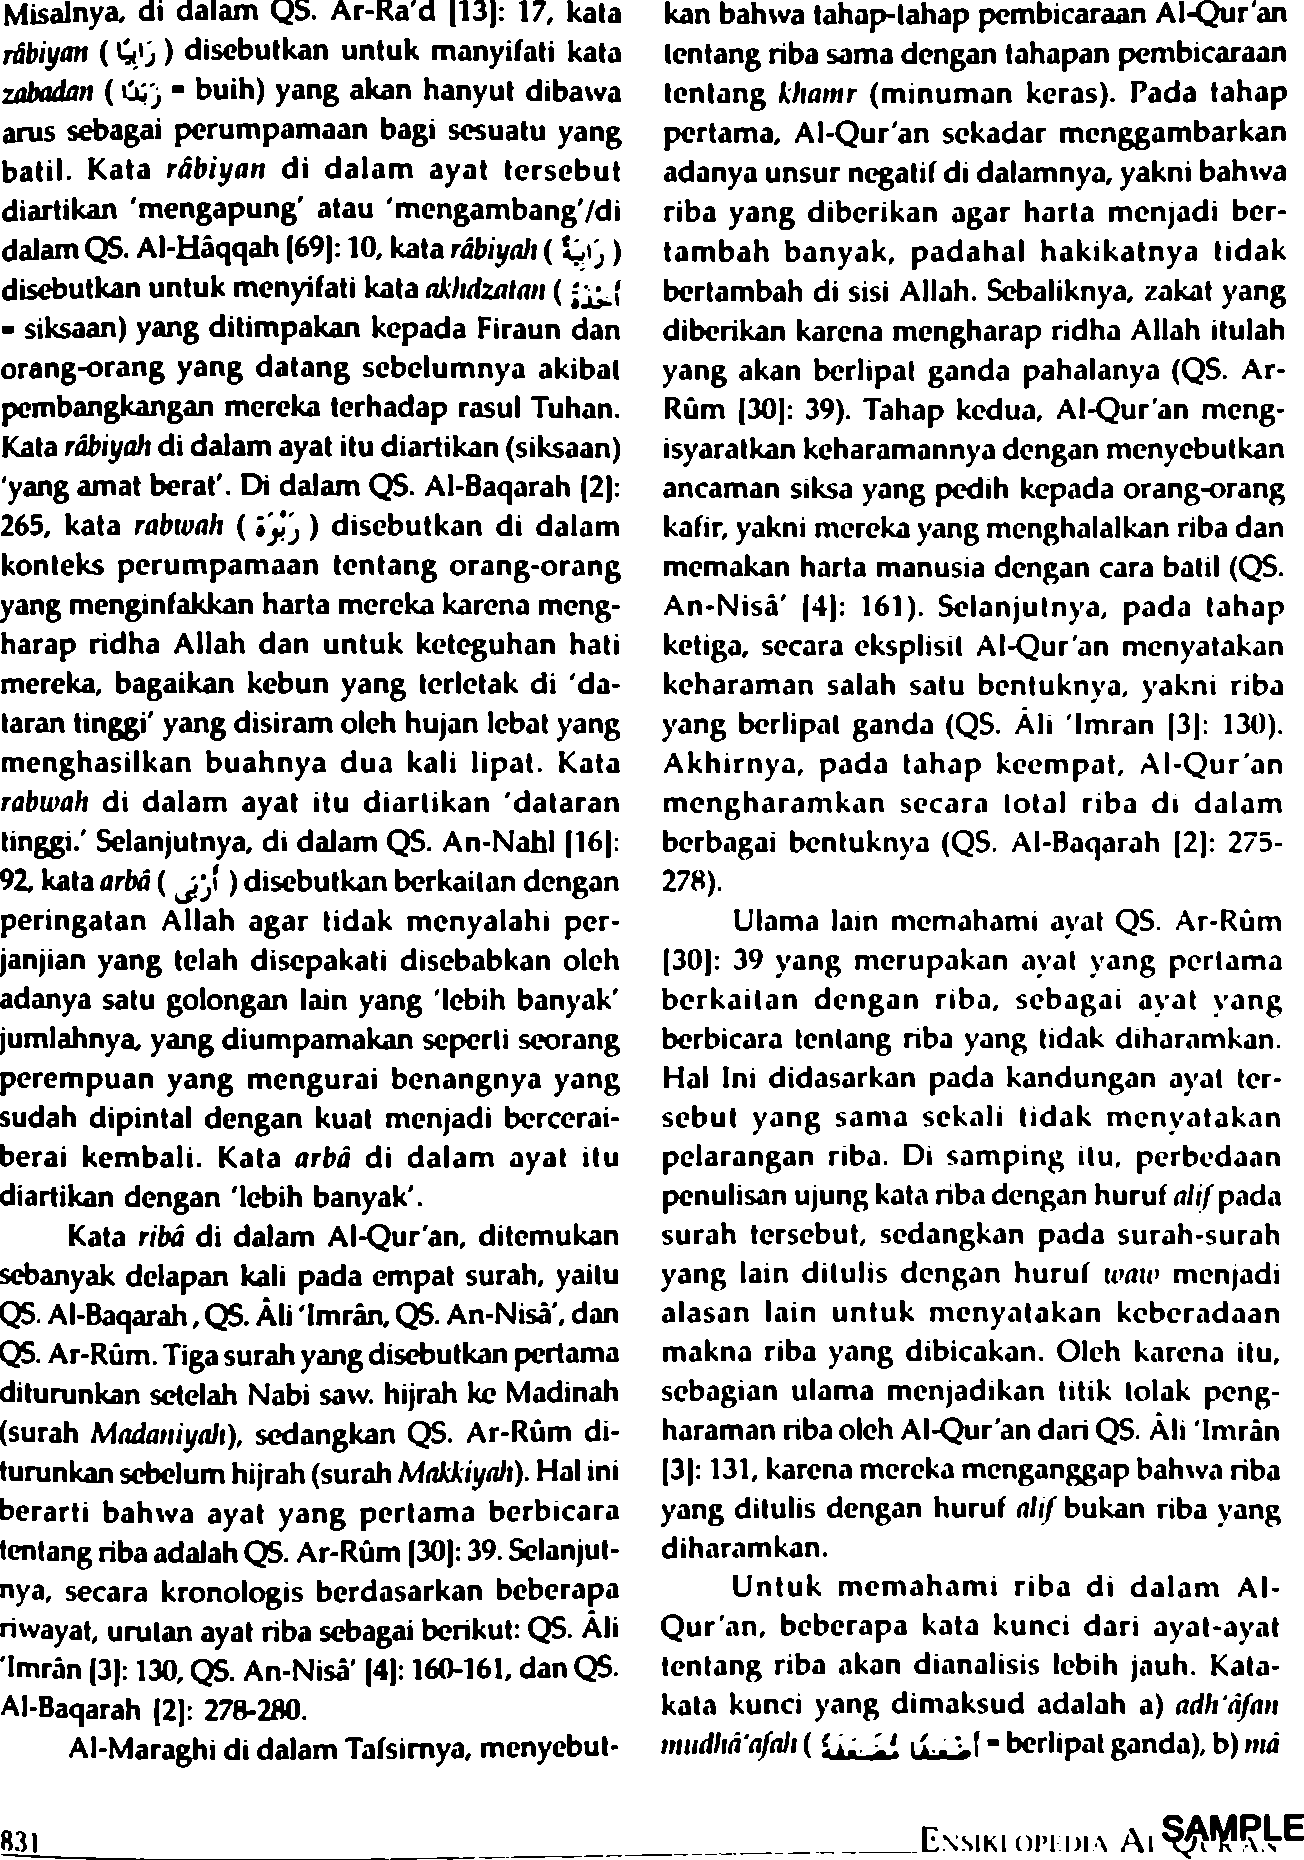 Misalnya, di dalam QS. Ar-Ra'd [13]: 17, kata
râbiyan ( رَابِيًا ) disebutkan untuk manyifati kata
zabadan ( زَبَدًا = buih) yang akan hanyut dibawa
arus sebagai perumpamaan bagi sesuatu yang
batil. Kata râbiyan di dalam ayat tersebut
diartikan 'mengapung' atau 'mengambang'/di
dalam QS. Al-Hâqqah [69]: 10, kata râbiyah ( رَابِيَةً )
disebutkan untuk menyifati kata akhdzatan ( أَخْذَةً
= siksaan) yang ditimpakan kepada Firaun dan
orang-orang yang datang sebelumnya akibat
pembangkangan mereka terhadap rasul Tuhan.
Kata râbiyah di dalam ayat itu diartikan (siksaan)
'yang amat berat'. Di dalam QS. Al-Baqarah [2]:
265, kata rabwah ( رَبْوَةٍ ) disebutkan di dalam
konteks perumpamaan tentang orang-orang
yang menginfakkan harta mereka karena meng-
harap ridha Allah dan untuk keteguhan hati
mereka, bagaikan kebun yang terletak di 'da-
taran tinggi' yang disiram oleh hujan lebat yang
menghasilkan buahnya dua kali lipat. Kata
rabwah di dalam ayat itu diartikan 'dataran
tinggi.' Selanjutnya, di dalam QS. An-Nahl [16]:
92, kata arbâ ( أَرْبَى ) disebutkan berkaitan dengan
peringatan Allah agar tidak menyalahi per-
janjian yang telah disepakati disebabkan oleh
adanya satu golongan lain yang 'lebih banyak'
jumlahnya, yang diumpamakan seperti seorang
perempuan yang mengurai benangnya yang
sudah dipintal dengan kuat menjadi bercerai-
berai kembali. Kata arbâ di dalam ayat itu
diartikan dengan 'lebih banyak'.
Kata ribâ di dalam Al-Qur'an, ditemukan
sebanyak delapan kali pada empat surah, yaitu
QS. Al-Baqarah, QS. Âli 'Imrân, QS. An-Nisâ', dan
QS. Ar-Rûm. Tiga surah yang disebutkan pertama
diturunkan setelah Nabi saw. hijrah ke Madinah
(surah Madaniyah), sedangkan QS. Ar-Rûm di-
turunkan sebelum hijrah (surah Makkiyah). Hal ini
berarti bahwa ayat yang pertama berbicara
tentang riba adalah QS. Ar-Rûm [30]: 39. Selanjut-
nya, secara kronologis berdasarkan beberapa
riwayat, urutan ayat riba sebagai berikut: QS. Âli
'Imrân [3]: 130, QS. An-Nisâ' [4]: 160-161, dan QS.
Al-Baqarah [2]: 278-280.
Al-Maraghi di dalam Tafsirnya, menyebut-
kan bahwa tahap-tahap pembicaraan Al-Qur'an
tentang riba sama dengan tahapan pembicaraan
tentang khamr (minuman keras). Pada tahap
pertama, Al-Qur'an sekadar menggambarkan
adanya unsur negatif di dalamnya, yakni bahwa
riba yang diberikan agar harta menjadi ber-
tambah banyak, padahal hakikatnya tidak
bertambah di sisi Allah. Sebaliknya, zakat yang
diberikan karena mengharap ridha Allah itulah
yang akan berlipat ganda pahalanya (QS. Ar-
Rûm [30]: 39). Tahap kedua, Al-Qur'an meng-
isyaratkan keharamannya dengan menyebutkan
ancaman siksa yang pedih kepada orang-orang
kafir, yakni mereka yang menghalalkan riba dan
memakan harta manusia dengan cara batil (QS.
An-Nisâ' [4]: 161). Selanjutnya, pada tahap
ketiga, secara eksplisit Al-Qur'an menyatakan
keharaman salah satu bentuknya, yakni riba
yang berlipat ganda (QS. Âli 'Imran [3]: 130).
Akhirnya, pada tahap keempat, Al-Qur'an
mengharamkan secara total riba di dalam
berbagai bentuknya (QS. Al-Baqarah [2]: 275-
278).
Ulama lain memahami ayat QS. Ar-Rûm
[30]: 39 yang merupakan ayat yang pertama
berkaitan dengan riba, sebagai ayat yang
berbicara tentang riba yang tidak diharamkan.
Hal Ini didasarkan pada kandungan ayat ter-
sebut yang sama sekali tidak menyatakan
pelarangan riba. Di samping itu, perbedaan
penulisan ujung kata riba dengan huruf alif pada
surah tersebut, sedangkan pada surah-surah
yang lain ditulis dengan huruf waw menjadi
alasan lain untuk menyatakan keberadaan
makna riba yang dibicakan. Oleh karena itu,
sebagian ulama menjadikan titik tolak peng-
haraman riba oleh Al-Qur'an dari QS. Âli 'Imrân
[3]: 131, karena mereka menganggap bahwa riba
yang ditulis dengan huruf alif bukan riba yang
diharamkan.
Untuk memahami riba di dalam Al-
Qur'an, beberapa kata kunci dari ayat-ayat
tentang riba akan dianalisis lebih jauh. Kata-
kata kunci yang dimaksud adalah a) adh'âfan
mudhâ'afah ( أَضْعَافًا مُضَاعَفَةً = berlipat ganda), b) mâ
831
ENSIKLOPEDIA AL-QUR'AN
SAMPLE